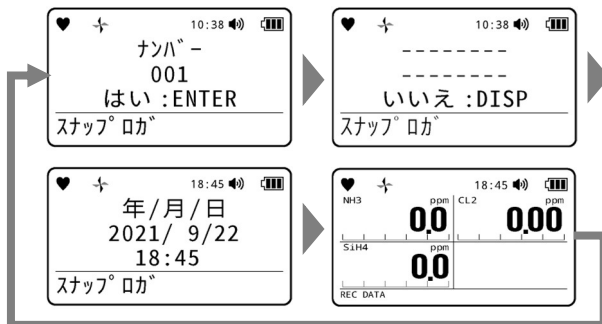 10:38
ナンバー
001
はい :ENTER
スナップロガ
10:38
--------
--------
いいえ :DISP
スナップロガ
18:45
年/月/日
2021/ 9/22
18:45
スナップロガ
18:45
NH3 ppm 0.0
CL2 ppm 0.00
SiH4 ppm 0.0
REC DATA